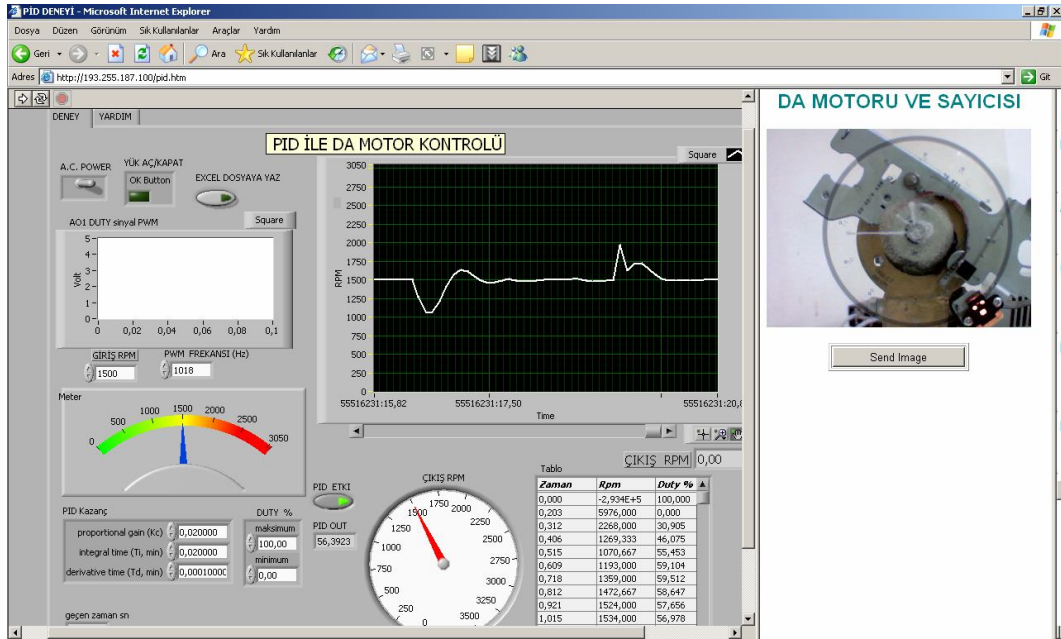 PİD DENEYİ - Microsoft Internet Explorer
Dosya Düzen Görünüm Sık Kullanılanlar Araçlar Yardım
Geri Ara Sık Kullanılanlar
Adres http://193.255.187.100/pid.htm Git
DENEY YARDIM
PID İLE DA MOTOR KONTROLÜ
A.C. POWER
YÜK AÇ/KAPAT
OK Button
EXCEL DOSYAYA YAZ
AO1 DUTY sinyal PWM
Square
Volt
5
4
3
2
1
0
0 0,02 0,04 0,06 0,08 0,1
GİRİŞ RPM
1500
PWM FREKANSI (Hz)
1018
Meter
0 500 1000 1500 2000 2500 3050
PID Kazanç
proportional gain (Kc) 0,020000
integral time (Ti, min) 0,020000
derivative time (Td, min) 0,00010000
geçen zaman sn
DUTY %
maksimum
100,00
minimum
0,00
Square
RPM
3050
2750
2500
2250
2000
1750
1500
1250
1000
750
500
250
0
55516231:15,82 55516231:17,50 55516231:20,
Time
ÇIKIŞ RPM 0,00
PID ETKI
PID OUT
56,3923
ÇIKIŞ RPM
0 250 500 750 1000 1250 1500 1750 2000 2250 2500 2750 3000 3250 3500
Tablo
Zaman Rpm Duty %
0,000 -2,934E+5 100,000
0,203 5976,000 0,000
0,312 2268,000 30,905
0,406 1269,333 46,075
0,515 1070,667 55,453
0,609 1193,000 59,104
0,718 1359,000 59,512
0,812 1472,667 58,647
0,921 1524,000 57,656
1,015 1534,000 56,978
DA MOTORU VE SAYICISI
Send Image